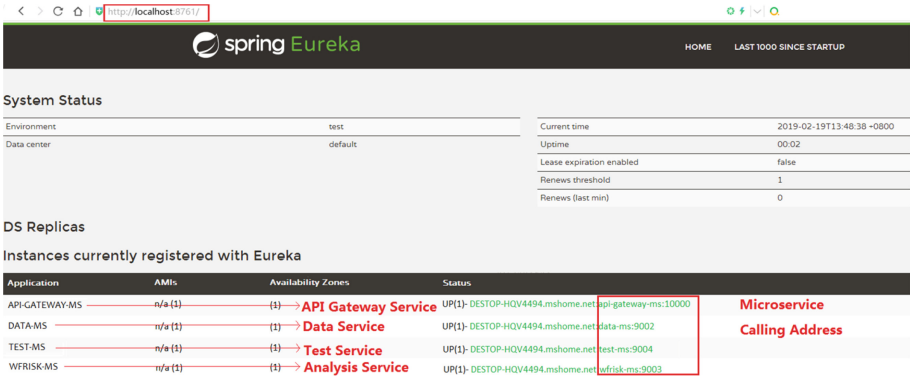 http://localhost:8761/
spring Eureka
HOME LAST 1000 SINCE STARTUP
System Status
Environment test
Data center default
Current time 2019-02-19T13:48:38 +0800
Uptime 00:02
Lease expiration enabled false
Renews threshold 1
Renews (last min) 0
DS Replicas
Instances currently registered with Eureka
Application AMIs Availability Zones Status
API-GATEWAY-MS n/a (1) (1) API Gateway Service UP(1)- DESTOP-HQV4494.mshome.net:api-gateway-ms:10000 Microservice
DATA-MS n/a (1) (1) Data Service UP(1)- DESTOP-HQV4494.mshome.net:data-ms:9002 Calling Address
TEST-MS n/a (1) (1) Test Service UP(1)- DESTOP-HQV4494.mshome.net:test-ms:9004
WFRISK-MS n/a (1) (1) Analysis Service UP(1)- DESTOP-HQV4494.mshome.net:wfrisk-ms:9003